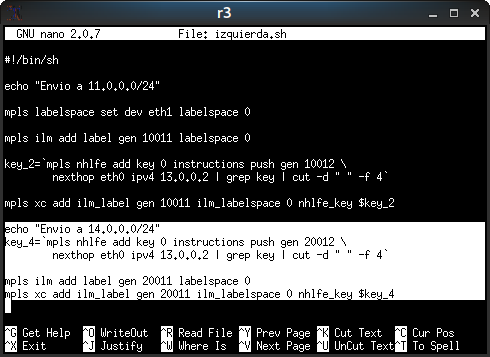 r3
GNU nano 2.0.7 File: izquierda.sh
#!/bin/sh
echo "Envio a 11.0.0.0/24"
mpls labelspace set dev eth1 labelspace 0
mpls ilm add label gen 10011 labelspace 0
key_2=`mpls nhlfe add key 0 instructions push gen 10012 \
nexthop eth0 ipv4 13.0.0.2 | grep key | cut -d " " -f 4`
mpls xc add ilm_label gen 10011 ilm_labelspace 0 nhlfe_key $key_2
echo "Envio a 14.0.0.0/24"
key_4=`mpls nhlfe add key 0 instructions push gen 20012 \
nexthop eth0 ipv4 13.0.0.2 | grep key | cut -d " " -f 4`
mpls ilm add label gen 20011 labelspace 0
mpls xc add ilm_label gen 20011 ilm_labelspace 0 nhlfe_key $key_4
^G Get Help ^O WriteOut ^R Read File ^Y Prev Page ^K Cut Text ^C Cur Pos
^X Exit ^J Justify ^W Where Is ^V Next Page ^U UnCut Text ^T To Spell